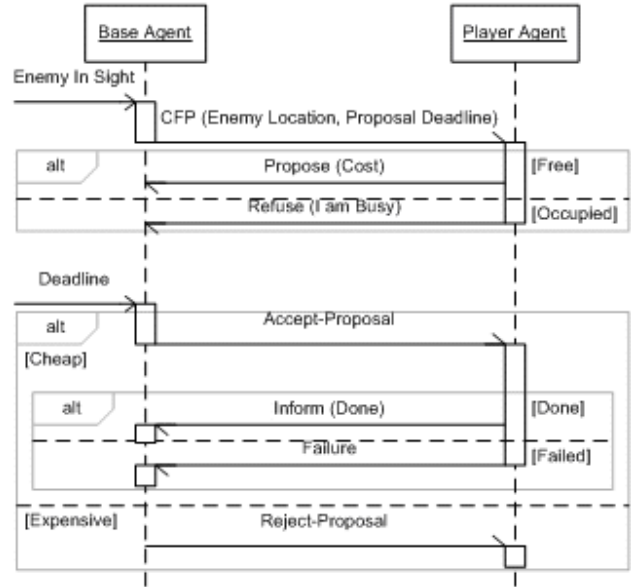 Base Agent
Player Agent
Enemy In Sight
CFP (Enemy Location, Proposal Deadline)
alt
Propose (Cost)
[Free]
Refuse (I am Busy)
[Occupied]
Deadline
alt
Accept-Proposal
[Cheap]
alt
Inform (Done)
[Done]
Failure
[Failed]
[Expensive]
Reject-Proposal